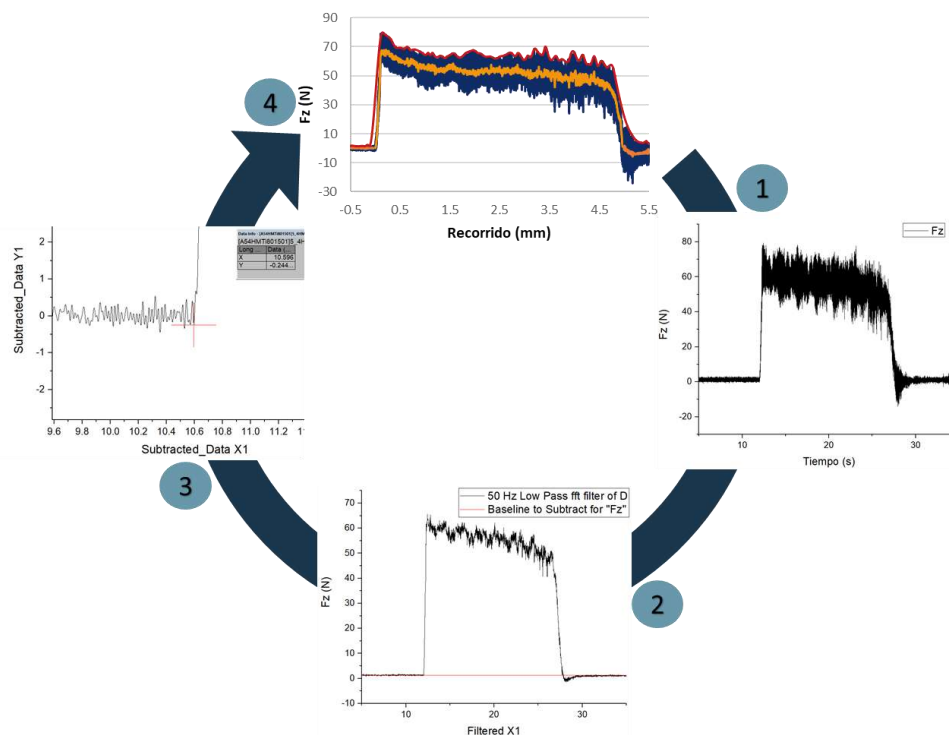 90
70
50
30
10
-10
-30
Fz (N)
-0.5 0.5 1.5 2.5 3.5 4.5 5.5
Recorrido (mm)
4
1
Fz
80
60
40
20
0
-20
Fz (N)
10 20 30
Tiempo (s)
2
50 Hz Low Pass fft filter of D
Baseline to Subtract for "Fz"
70
60
50
40
30
20
10
0
-10
Fz (N)
10 20 30
Filtered X1
3
2
1
0
-1
-2
Subtracted_Data Y1
9.6 9.8 10.0 10.2 10.4 10.6 10.8 11.0 11.2
Subtracted_Data X1
X 10.596
Y -0.244...